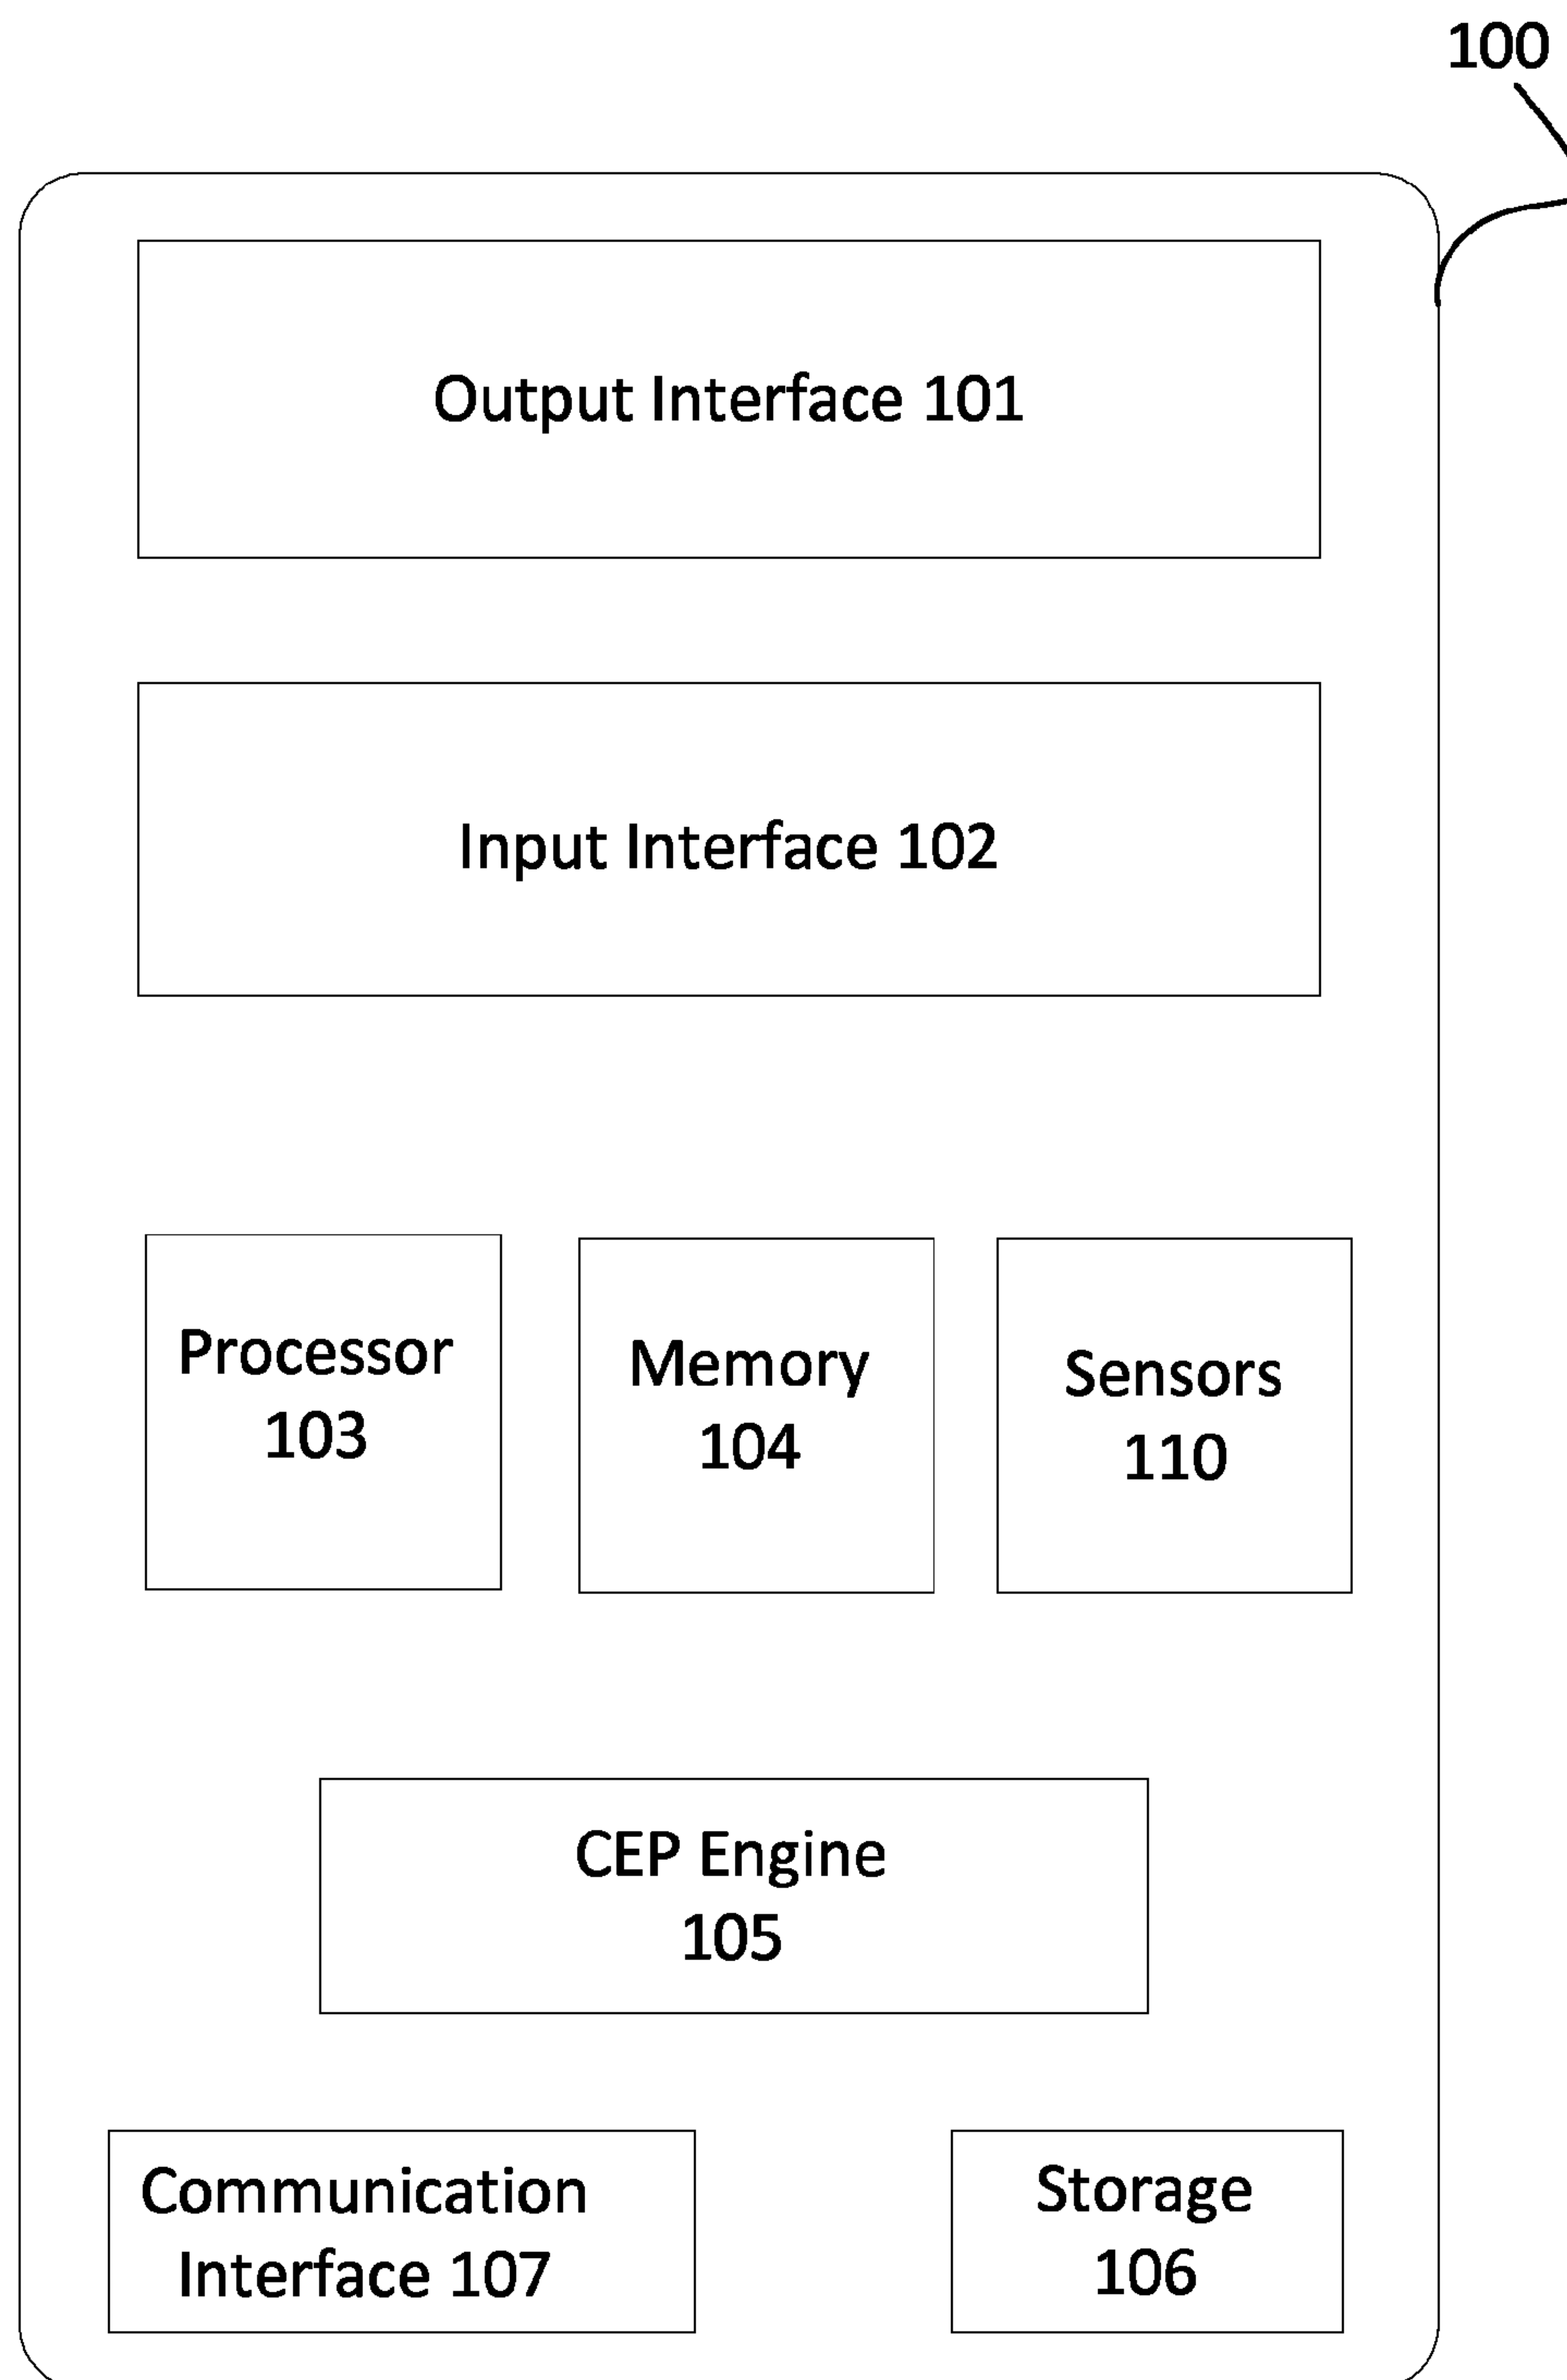 100
Output Interface 101
Input Interface 102
Processor
103
Memory
104
Sensors
110
CEP Engine
105
Communication
Interface 107
Storage
106